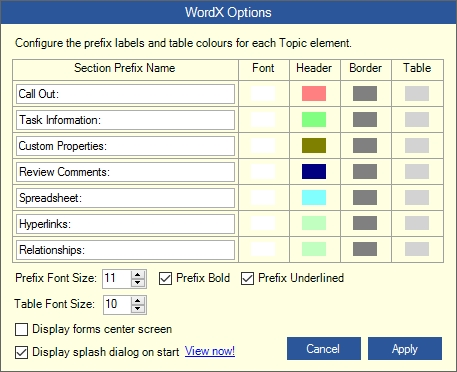 WordX Options
Configure the prefix labels and table colours for each Topic element.
Section Prefix Name Font Header Border Table
Call Out:
Task Information:
Custom Properties:
Review Comments:
Spreadsheet:
Hyperlinks:
Relationships:
Prefix Font Size: 11 Prefix Bold Prefix Underlined
Table Font Size: 10
Display forms center screen
Display splash dialog on start View now!
Cancel Apply